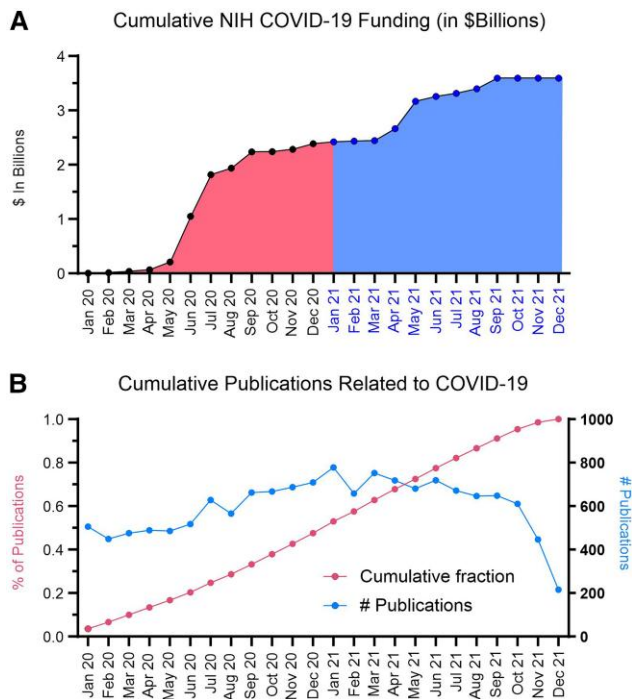 A
Cumulative NIH COVID-19 Funding (in $Billions)
$ In Billions
4
3
2
1
0
Jan 20
Feb 20
Mar 20
Apr 20
May 20
Jun 20
Jul 20
Aug 20
Sep 20
Oct 20
Nov 20
Dec 20
Jan 21
Feb 21
Mar 21
Apr 21
May 21
Jun 21
Jul 21
Aug 21
Sep 21
Oct 21
Nov 21
Dec 21
B
Cumulative Publications Related to COVID-19
% of Publications
1.0
0.8
0.6
0.4
0.2
0.0
1000
800
600
400
200
0
# Publications
Cumulative fraction
# Publications
Jan 20
Feb 20
Mar 20
Apr 20
May 20
Jun 20
Jul 20
Aug 20
Sep 20
Oct 20
Nov 20
Dec 20
Jan 21
Feb 21
Mar 21
Apr 21
May 21
Jun 21
Jul 21
Aug 21
Sep 21
Oct 21
Nov 21
Dec 21